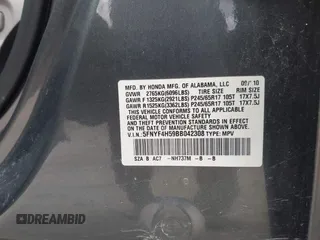 MFD. BY HONDA MFG. OF ALABAMA, LLC 09/10
GVWR 2765KG(6096LBS) TIRE SIZE RIM SIZE
GAWR F 1325KG(2921LBS) P245/65R17 105T 17X7.5J
GAWR R 1525KG(3362LBS) P245/65R17 105T 17X7.5J
THIS VEHICLE CONFORMS TO ALL APPLICABLE
FEDERAL MOTOR VEHICLE SAFETY AND
THEFT PREVENTION STANDARDS IN EFFECT ON
THE DATE OF MANUFACTURE SHOWN ABOVE.
V.I.N.: 5FNYF4H59BB042308 TYPE: MPV
SZA B AC7 -NH737M -B -B
© DREAMBID